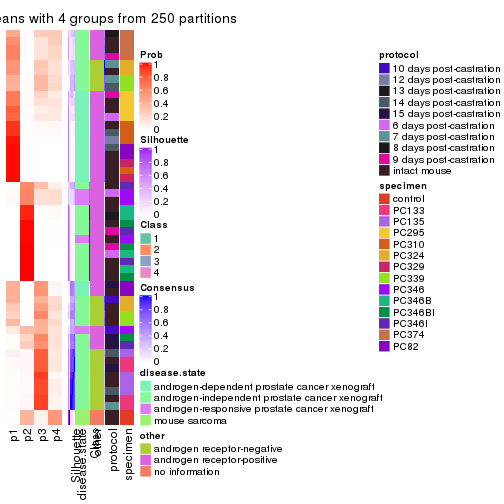 eans with 4 groups from 250 partitions
Prob
1
0.8
0.6
0.4
0.2
0
Silhouette
1
0.8
0.6
0.4
0.2
0
Class
1
2
3
4
Consensus
1
0.8
0.6
0.4
0.2
0
disease.state
androgen-dependent prostate cancer xenograft
androgen-independent prostate cancer xenograft
androgen-responsive prostate cancer xenograft
mouse sarcoma
other
androgen receptor-negative
androgen receptor-positive
no information
protocol
10 days post-castration
12 days post-castration
13 days post-castration
14 days post-castration
15 days post-castration
6 days post-castration
7 days post-castration
8 days post-castration
9 days post-castration
intact mouse
specimen
control
PC133
PC135
PC295
PC310
PC324
PC329
PC339
PC346
PC346B
PC346BI
PC346I
PC374
PC82
p1
p2
p3
p4
Silhouette
disease.state
Class
other
protocol
specimen